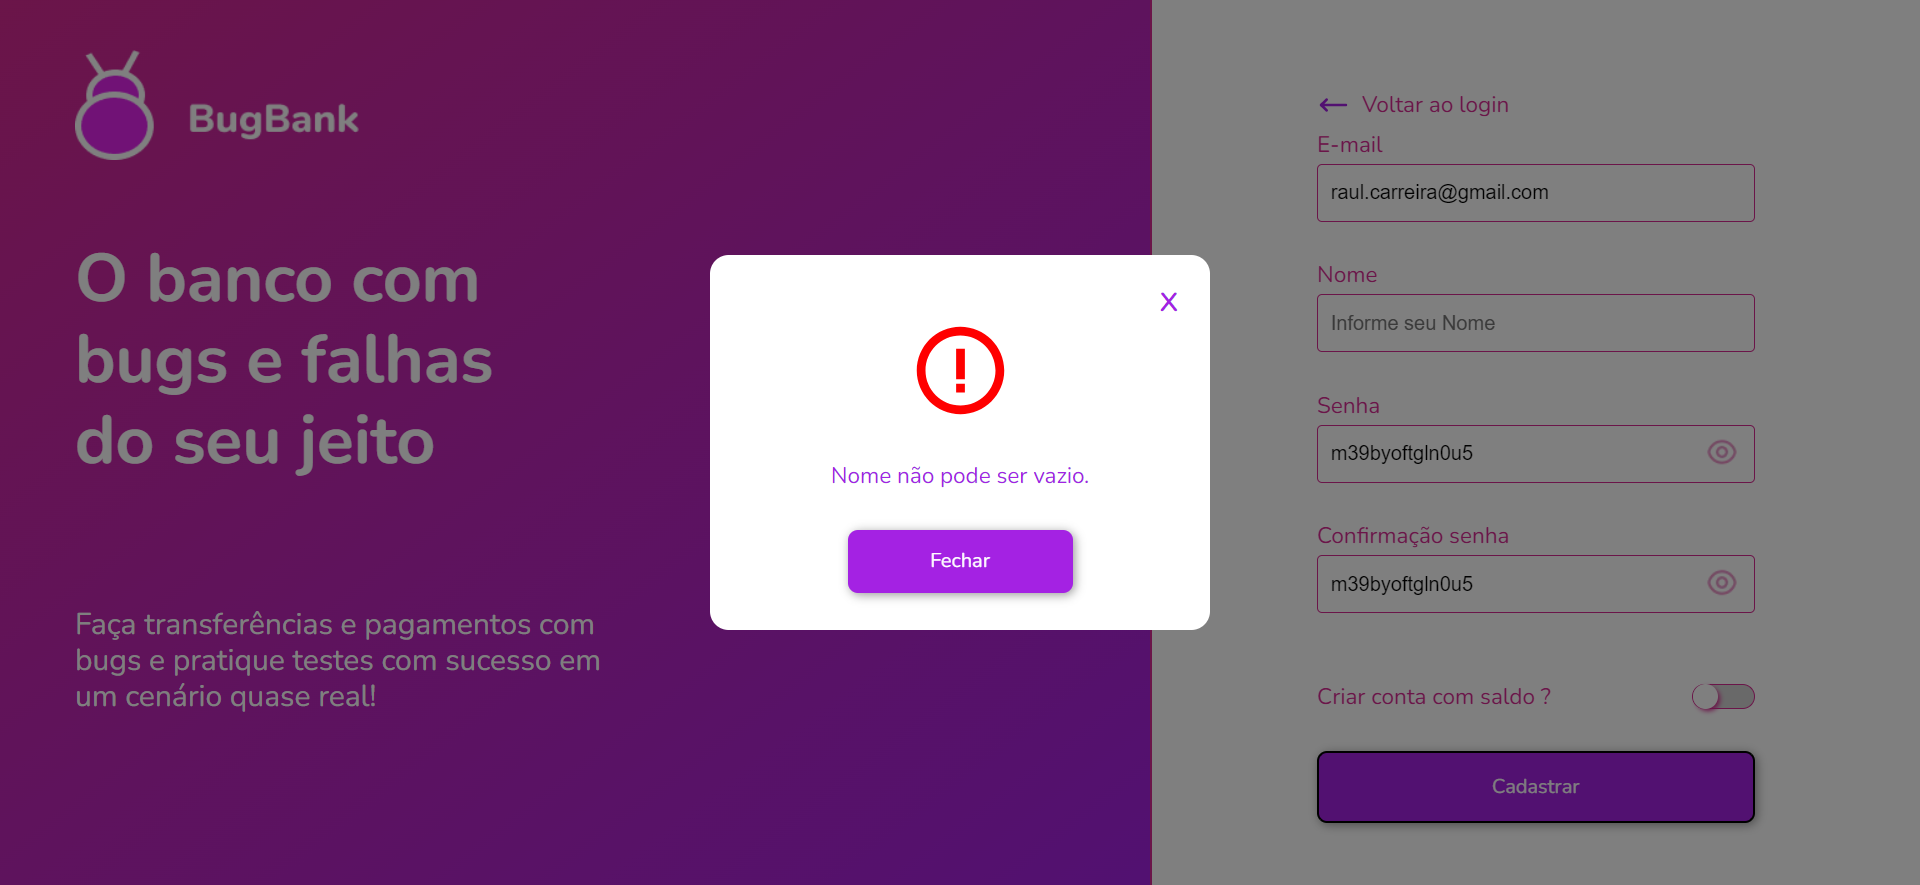 BugBank
O banco com
bugs e falhas
do seu jeito
Faça transferências e pagamentos com
bugs e pratique testes com sucesso em
um cenário quase real!
X
Nome não pode ser vazio.
Fechar
Voltar ao login
E-mail
raul.carreira@gmail.com
Nome
Informe seu Nome
Senha
m39byoftgln0u5
Confirmação senha
m39byoftgln0u5
Criar conta com saldo ?
Cadastrar